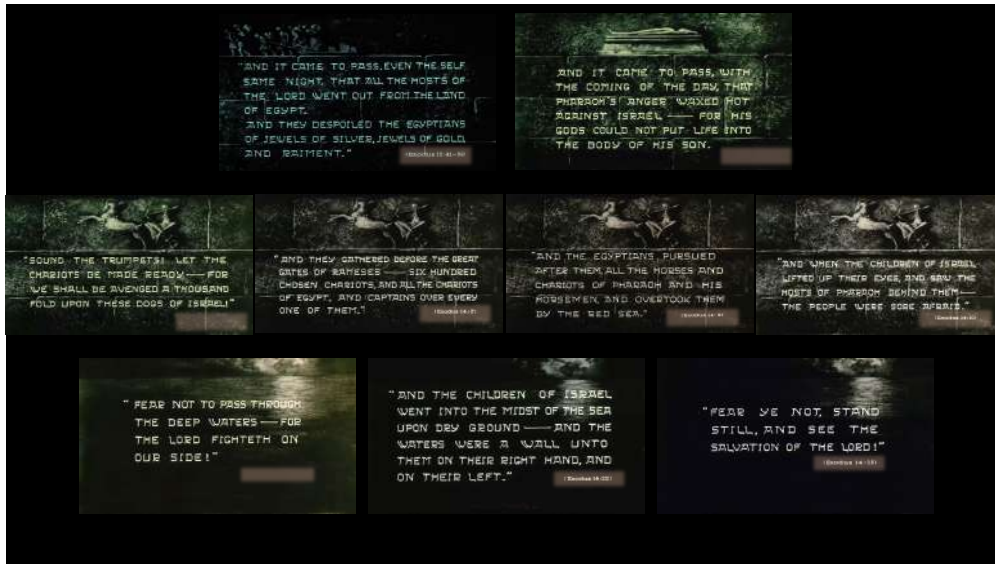 "AND IT CAME TO PASS, EVEN THE SELF
SAME NIGHT, THAT ALL THE HOSTS OF
THE LORD WENT OUT FROM THE LAND
OF EGYPT.
AND THEY DESPOILED THE EGYPTIANS
OF JEWELS OF SILVER, JEWELS OF GOLD,
AND RAIMENT."
AND IT CAME TO PASS, WITH
THE COMING OF THE DAY, THAT
PHARAOH'S ANGER WAXED HOT
AGAINST ISRAEL — FOR HIS
GODS COULD NOT PUT LIFE INTO
THE BODY OF HIS SON.
"SOUND THE TRUMPETS! LET THE
CHARIOTS BE MADE READY — FOR
WE SHALL BE AVENGED A THOUSAND
FOLD UPON THESE DOGS OF ISRAEL!"
"AND THEY GATHERED BEFORE THE GREAT
GATES OF RAMESES — SIX HUNDRED
CHOSEN CHARIOTS, AND ALL THE CHARIOTS
OF EGYPT, AND CAPTAINS OVER EVERY
ONE OF THEM."
(Exodus 14:7)
"AND THE EGYPTIANS PURSUED
AFTER THEM, ALL THE HORSES AND
CHARIOTS OF PHARAOH AND HIS
HORSEMEN, AND OVERTOOK THEM
BY THE RED SEA."
(Exodus 14:9)
"AND WHEN THE CHILDREN OF ISRAEL
LIFTED UP THEIR EYES, AND SAW THE
HOSTS OF PHARAOH BEHIND THEM —
THE PEOPLE WERE SORE AFRAID."
"FEAR NOT TO PASS THROUGH
THE DEEP WATERS — FOR
THE LORD FIGHTETH ON
OUR SIDE!"
"AND THE CHILDREN OF ISRAEL
WENT INTO THE MIDST OF THE SEA
UPON DRY GROUND — AND THE
WATERS WERE A WALL UNTO
THEM ON THEIR RIGHT HAND, AND
ON THEIR LEFT."
(Exodus 14:22)
"FEAR YE NOT, STAND
STILL, AND SEE THE
SALVATION OF THE LORD!"
(Exodus 14:13)